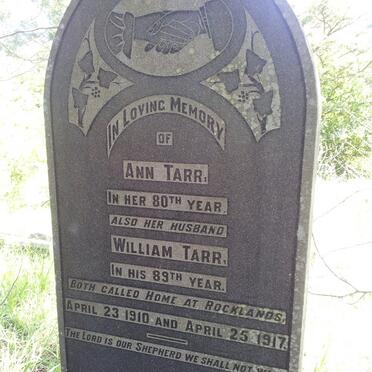 In Loving Memory
of
Ann Tarr,
In her 80th year.
also her husband
William Tarr,
In his 89th year.
Both called Home at Rocklands,
April 23 1910 and April 25 1917.
The Lord is our Shepherd we shall not